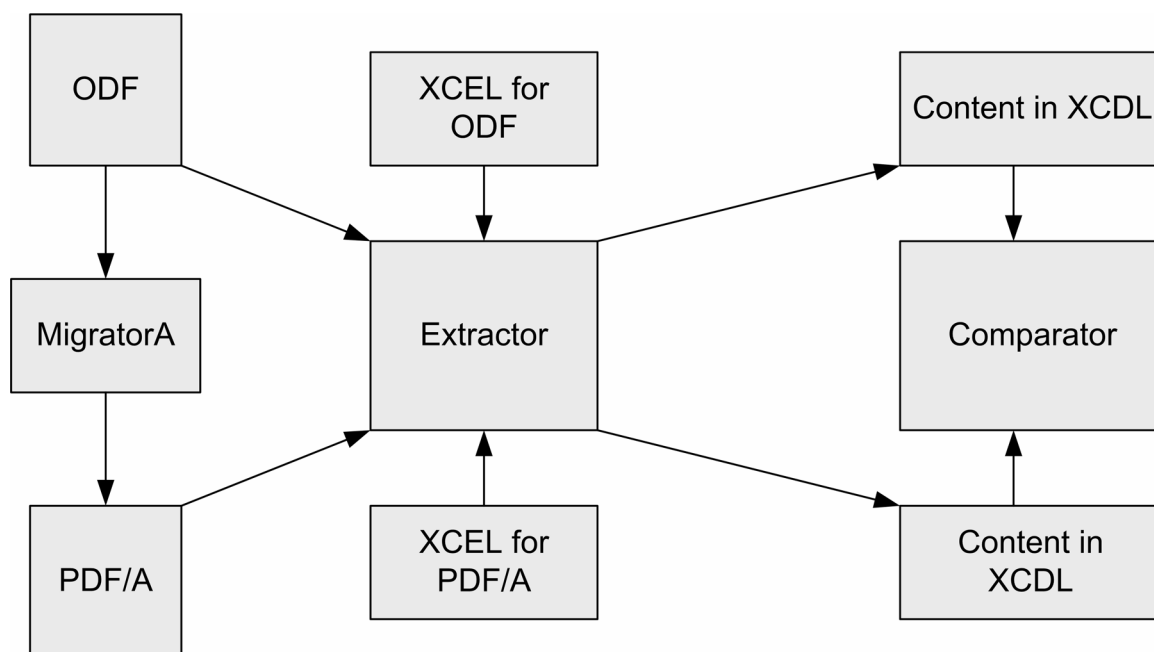 ODF
XCEL for
ODF
Content in XCDL
MigratorA
Extractor
Comparator
PDF/A
XCEL for
PDF/A
Content in
XCDL